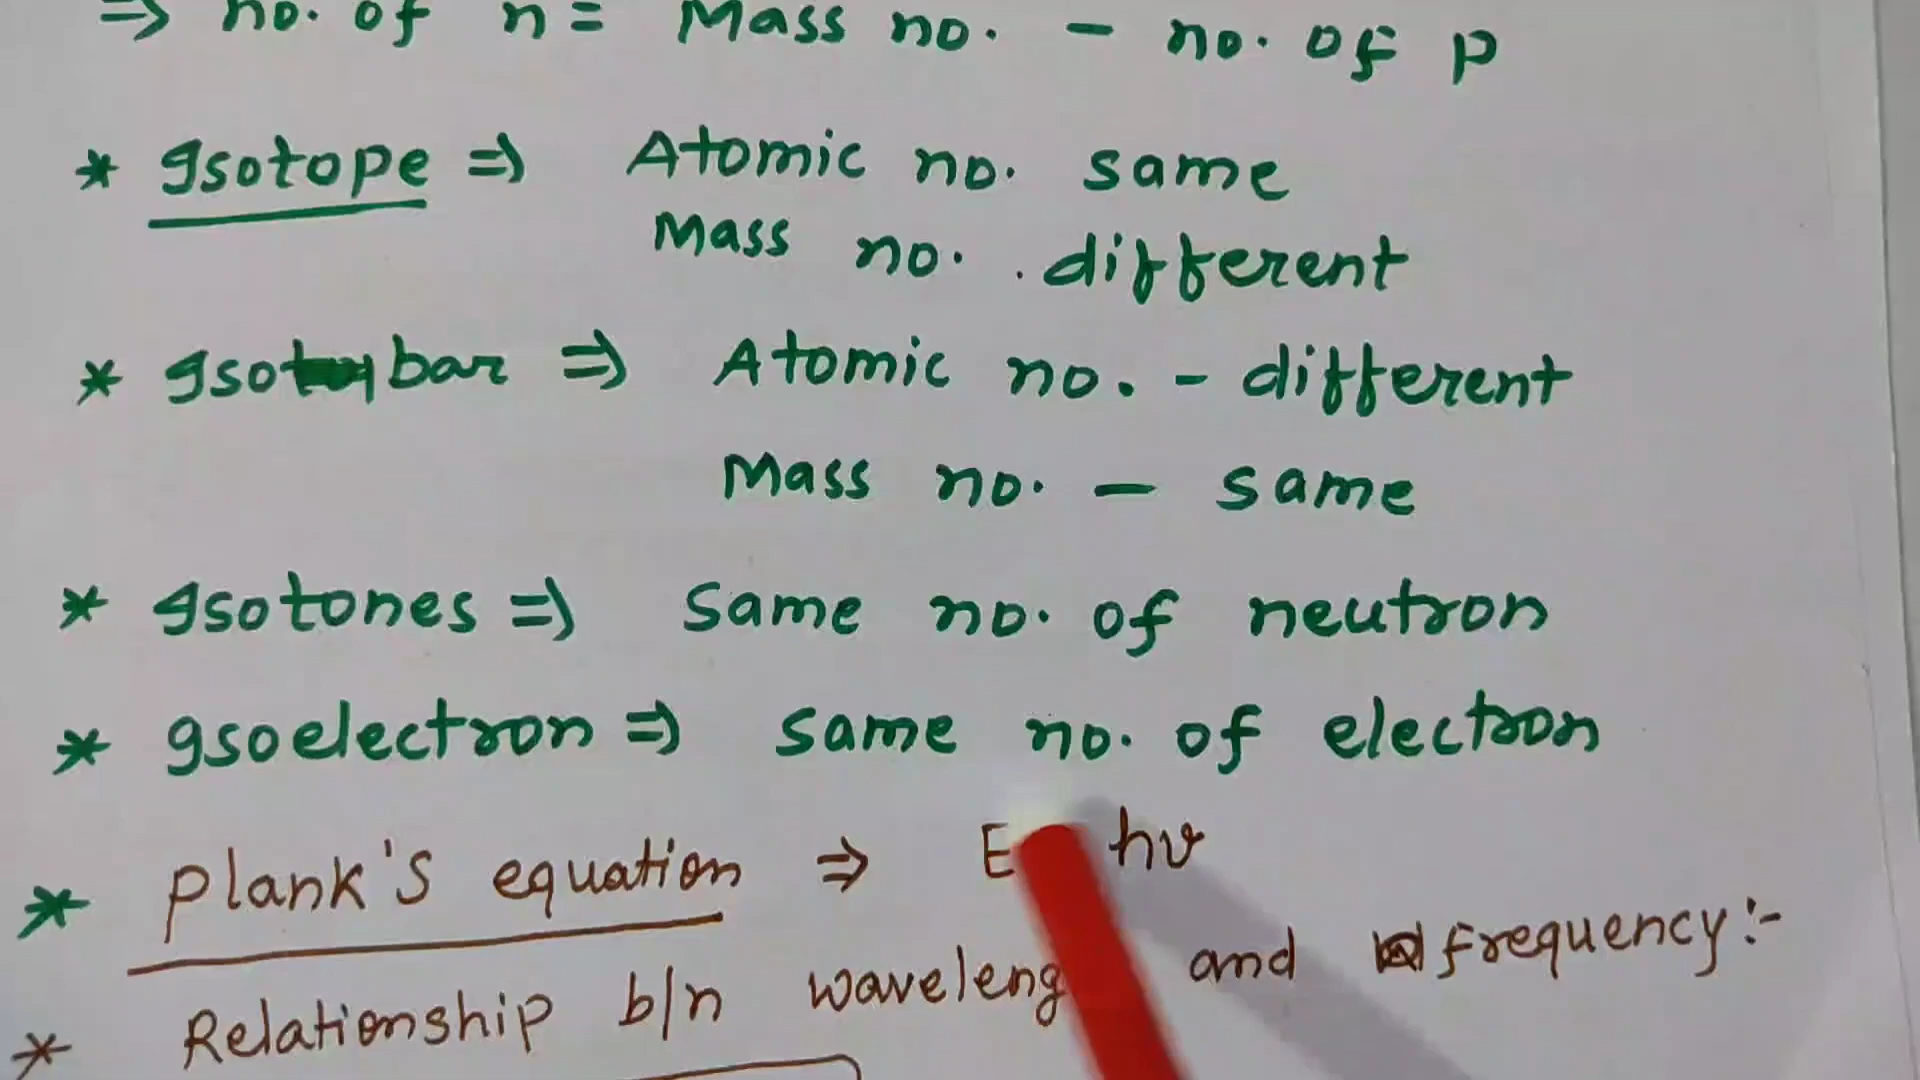 => no. of n = Mass no. - no. of p
* Isotope => Atomic no. same
Mass no. . different
* Isobar => Atomic no. - different
Mass no. - same
* Isotones => same no. of neutron
* Isoelectron => same no. of electron
* Plank's equation => E hν
* Relationship b/n waveleng and frequency:-